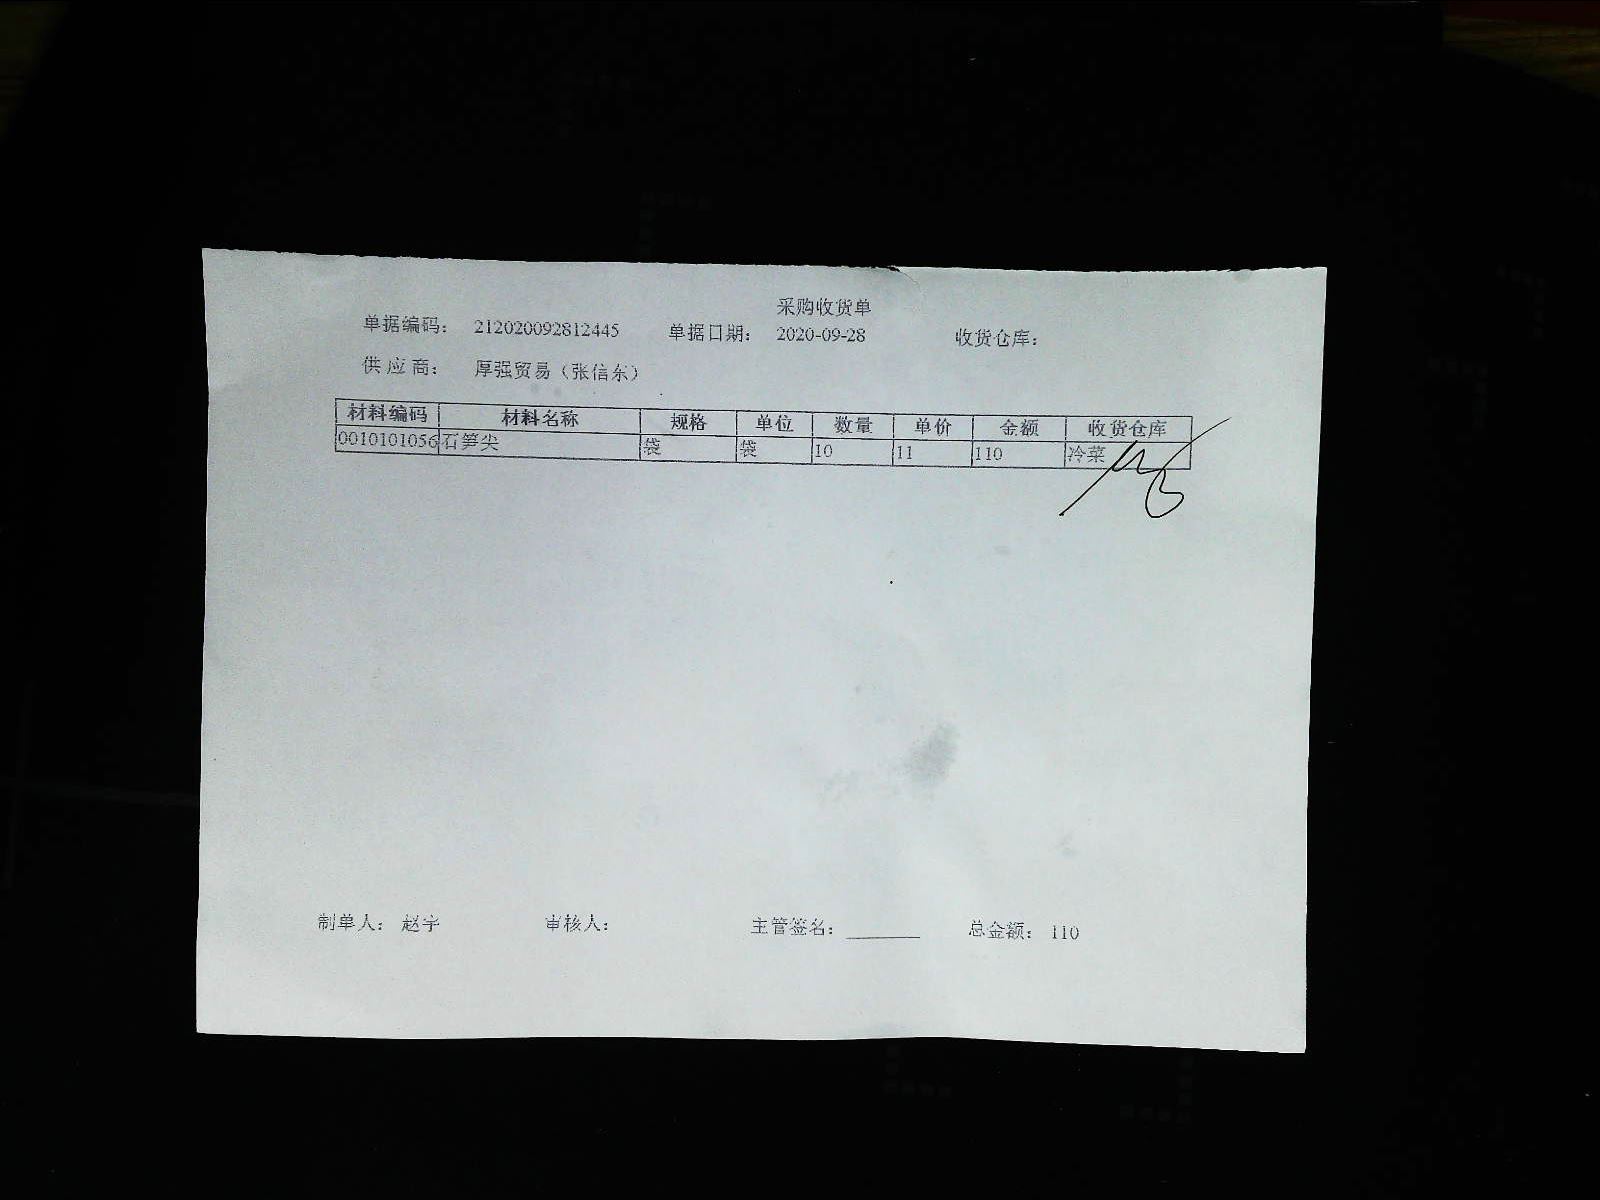 采购收货单
单据编码： 212020092812445 单据日期： 2020-09-28 收货仓库：
供 应 商： 厚强贸易（张信东）
材料编码 材料名称 规格 单位 数量 单价 金额 收货仓库
0010101056 石笋尖 袋 袋 10 11 110 冷菜
制单人： 赵宇 审核人： 主管签名： 总金额： 110